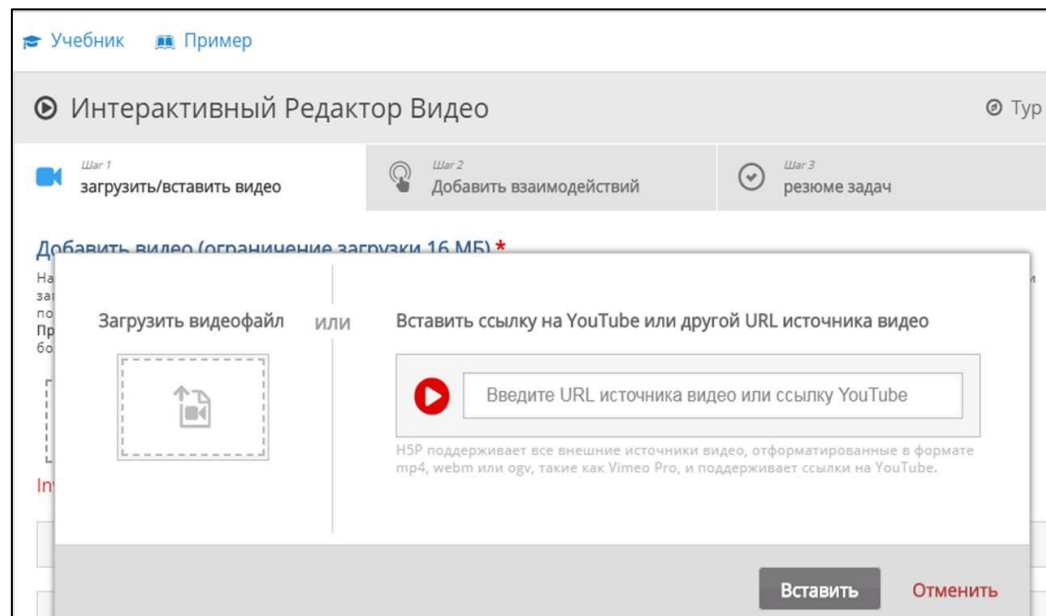 Учебник Пример
Интерактивный Редактор Видео Тур
Шаг 1
загрузить/вставить видео
Шаг 2
Добавить взаимодействий
Шаг 3
резюме задач
Добавить видео (ограничение загрузки 16 МБ) *
Загрузить видеофайл
или
Вставить ссылку на YouTube или другой URL источника видео
Введите URL источника видео или ссылку YouTube
H5P поддерживает все внешние источники видео, отформатированные в формате
mp4, webm или ogv, такие как Vimeo Pro, и поддерживает ссылки на YouTube.
Вставить Отменить